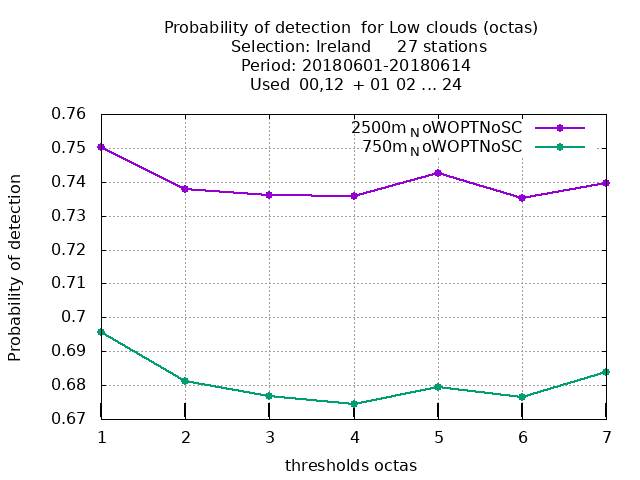 Probability of detection  for Low clouds (octas)
Selection: Ireland     27 stations
Period: 20180601-20180614
Used  00,12  + 01 02 ... 24
0.76
2500mNoWOPTNoSC
750mNoWOPTNoSC
0.75
0.74
0.73
0.72
0.71
0.7
0.69
0.68
0.67
Probability of detection
1 2 3 4 5 6 7
thresholds octas